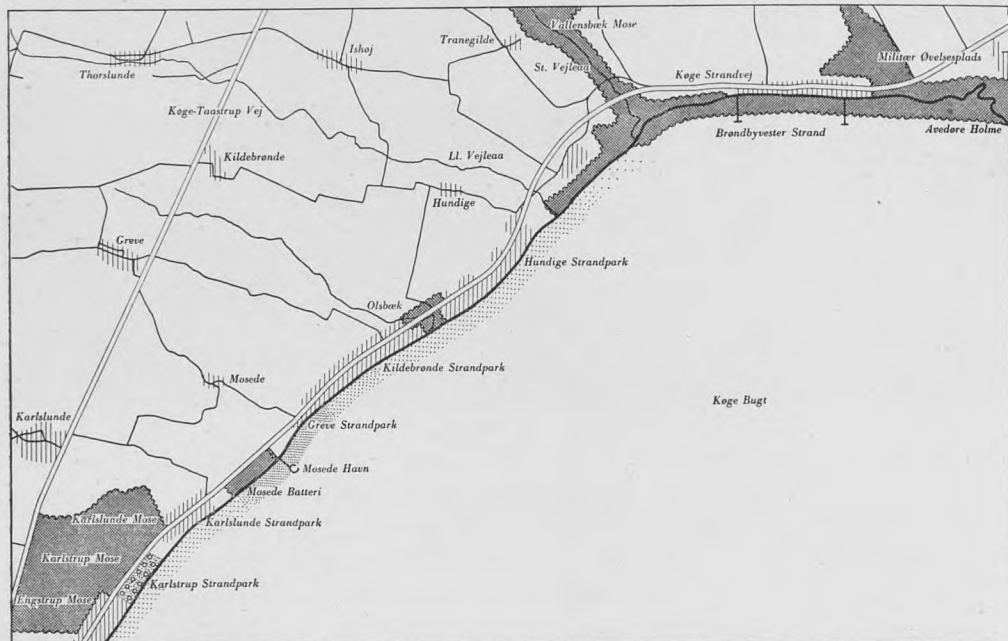 Vallensbæk Mose
Tranegilde
Ishøj
Militær Øvelsesplads
St. Vejleaa
Køge Strandvej
Thorslunde
Køge-Taastrup Vej
Brøndbyvester Strand
Avedøre Holme
Kildebrønde
Ll. Vejleaa
Hundige
Greve
Hundige Strandpark
Olsbæk
Kildebrønde Strandpark
Mosede
Køge Bugt
Karlslunde
Greve Strandpark
Mosede Havn
Mosede Batteri
Karlslunde Mose
Karlslunde Strandpark
Karlstrup Mose
Karlstrup Strandpark
Engstrup Mose